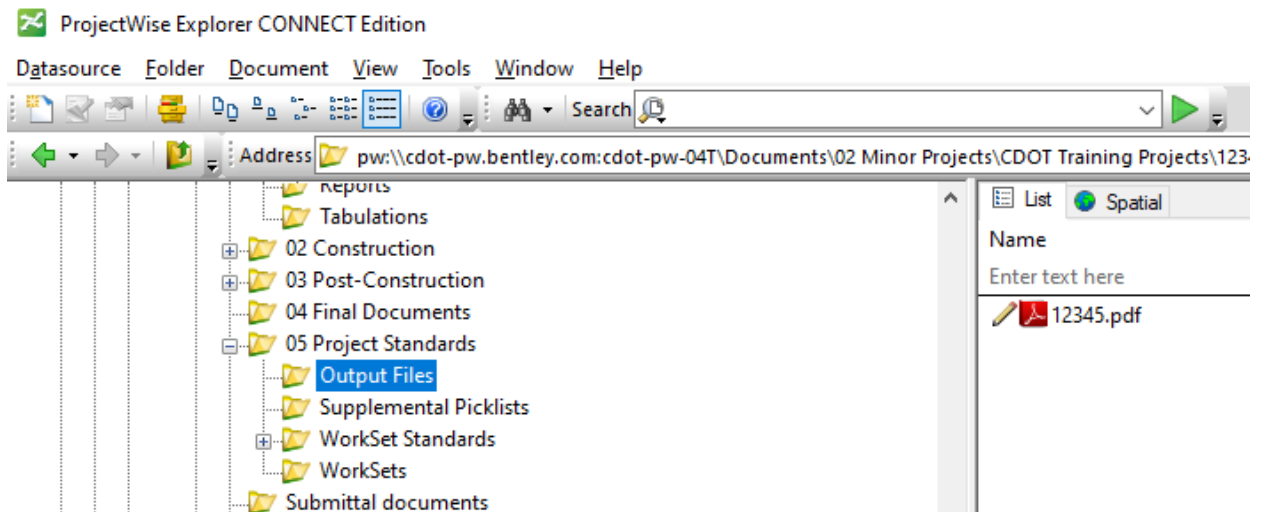 ProjectWise Explorer CONNECT Edition
Datasource Folder Document View Tools Window Help
Search
Address pw:\\cdot-pw.bentley.com:cdot-pw-04T\Documents\02 Minor Projects\CDOT Training Projects\123
Reports
Tabulations
02 Construction
03 Post-Construction
04 Final Documents
05 Project Standards
Output Files
Supplemental Picklists
WorkSet Standards
WorkSets
Submittal documents
List Spatial
Name
Enter text here
12345.pdf